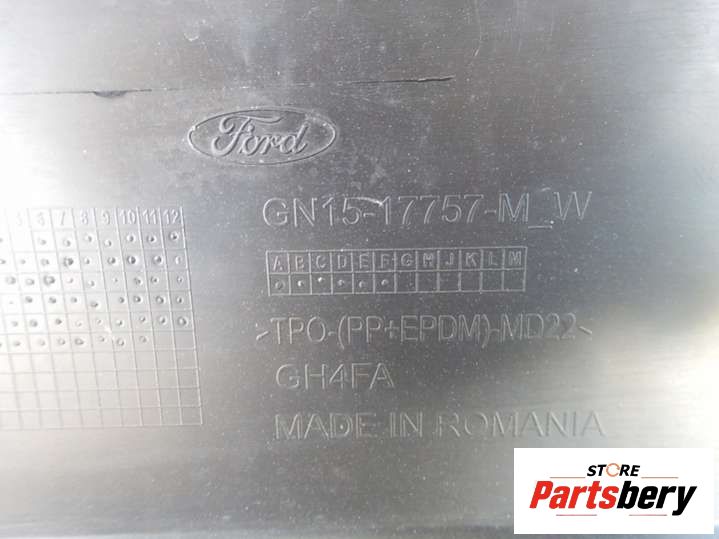 Ford
GN15-17757-M_W
5 6 7 8 9 10 11 12
A B C D E F G H J K L M
>TPO-(PP+EPDM)-MD22<
GH4FA
MADE IN ROMANIA
STORE
Partsbery